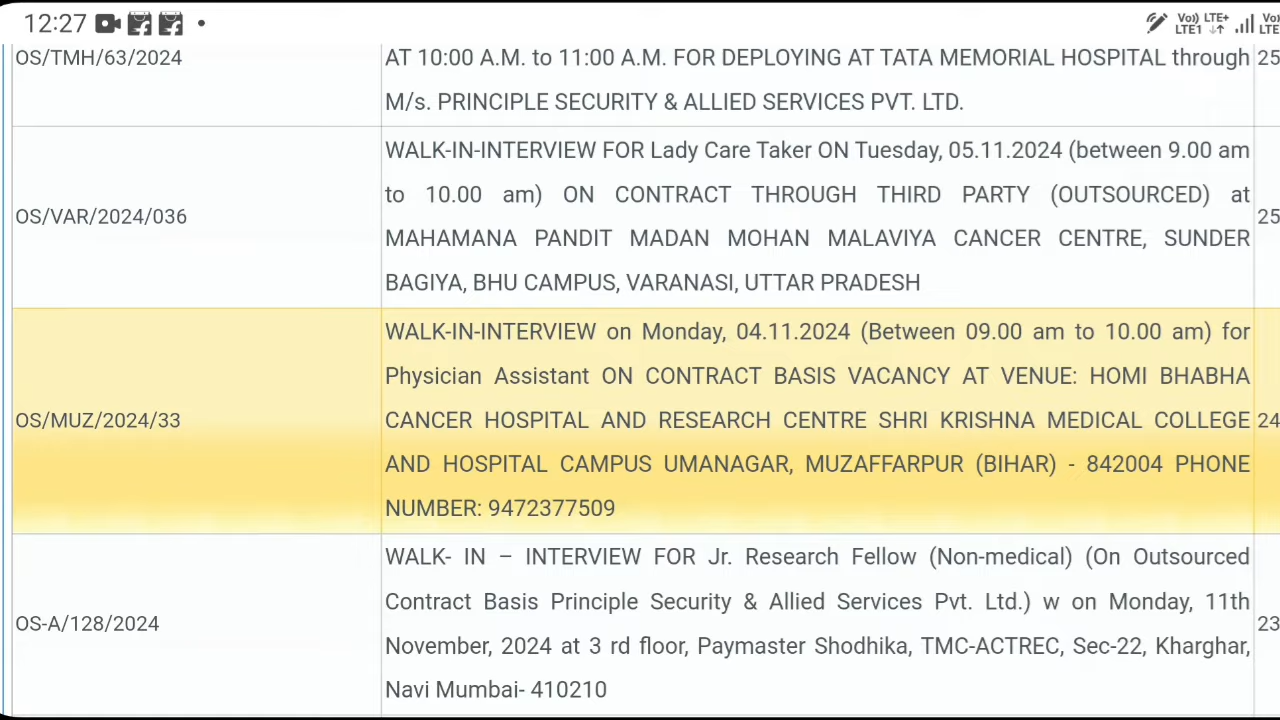 12:27
Vo) LTE+
LTE1
Vo)
LTE
OS/TMH/63/2024
AT 10:00 A.M. to 11:00 A.M. FOR DEPLOYING AT TATA MEMORIAL HOSPITAL through
M/s. PRINCIPLE SECURITY & ALLIED SERVICES PVT. LTD.
25
OS/VAR/2024/036
WALK-IN-INTERVIEW FOR Lady Care Taker ON Tuesday, 05.11.2024 (between 9.00 am
to 10.00 am) ON CONTRACT THROUGH THIRD PARTY (OUTSOURCED) at
MAHAMANA PANDIT MADAN MOHAN MALAVIYA CANCER CENTRE, SUNDER
BAGIYA, BHU CAMPUS, VARANASI, UTTAR PRADESH
25
OS/MUZ/2024/33
WALK-IN-INTERVIEW on Monday, 04.11.2024 (Between 09.00 am to 10.00 am) for
Physician Assistant ON CONTRACT BASIS VACANCY AT VENUE: HOMI BHABHA
CANCER HOSPITAL AND RESEARCH CENTRE SHRI KRISHNA MEDICAL COLLEGE
AND HOSPITAL CAMPUS UMANAGAR, MUZAFFARPUR (BIHAR) - 842004 PHONE
NUMBER: 9472377509
24
OS-A/128/2024
WALK- IN – INTERVIEW FOR Jr. Research Fellow (Non-medical) (On Outsourced
Contract Basis Principle Security & Allied Services Pvt. Ltd.) w on Monday, 11th
November, 2024 at 3 rd floor, Paymaster Shodhika, TMC-ACTREC, Sec-22, Kharghar,
Navi Mumbai- 410210
23